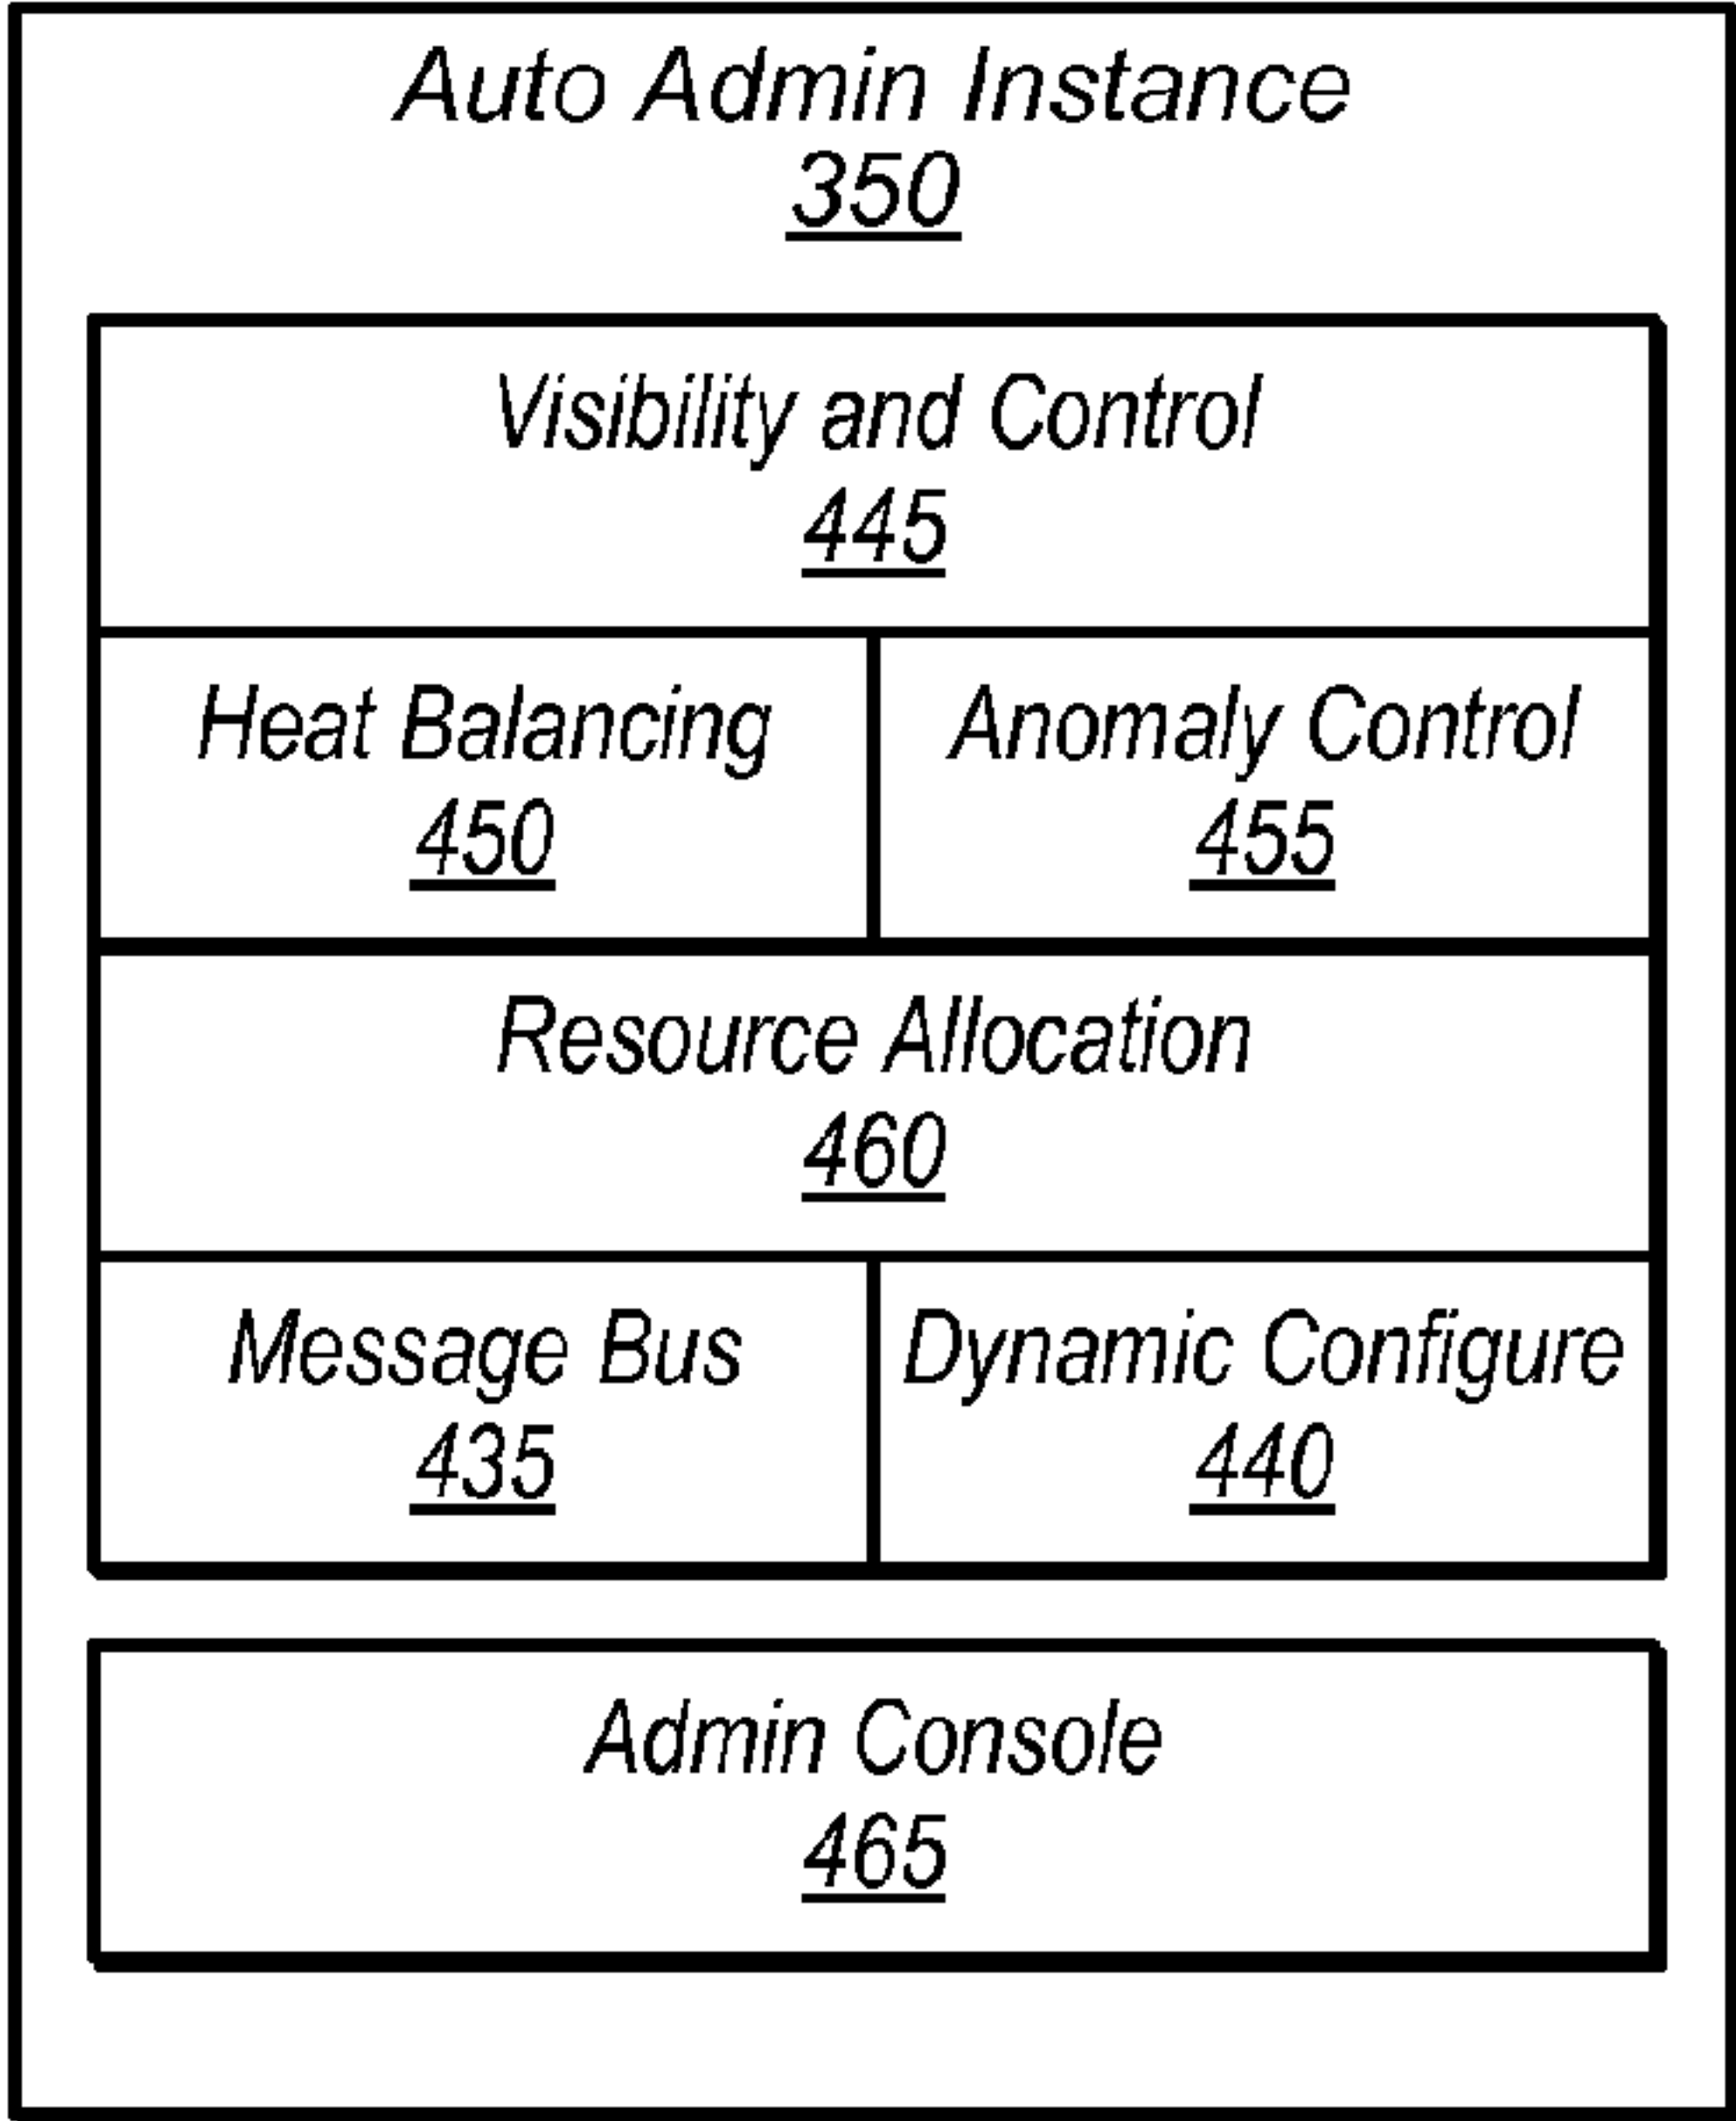 Auto Admin Instance
350
Visibility and Control
445
Heat Balancing
450
Anomaly Control
455
Resource Allocation
460
Message Bus
435
Dynamic Configure
440
Admin Console
465